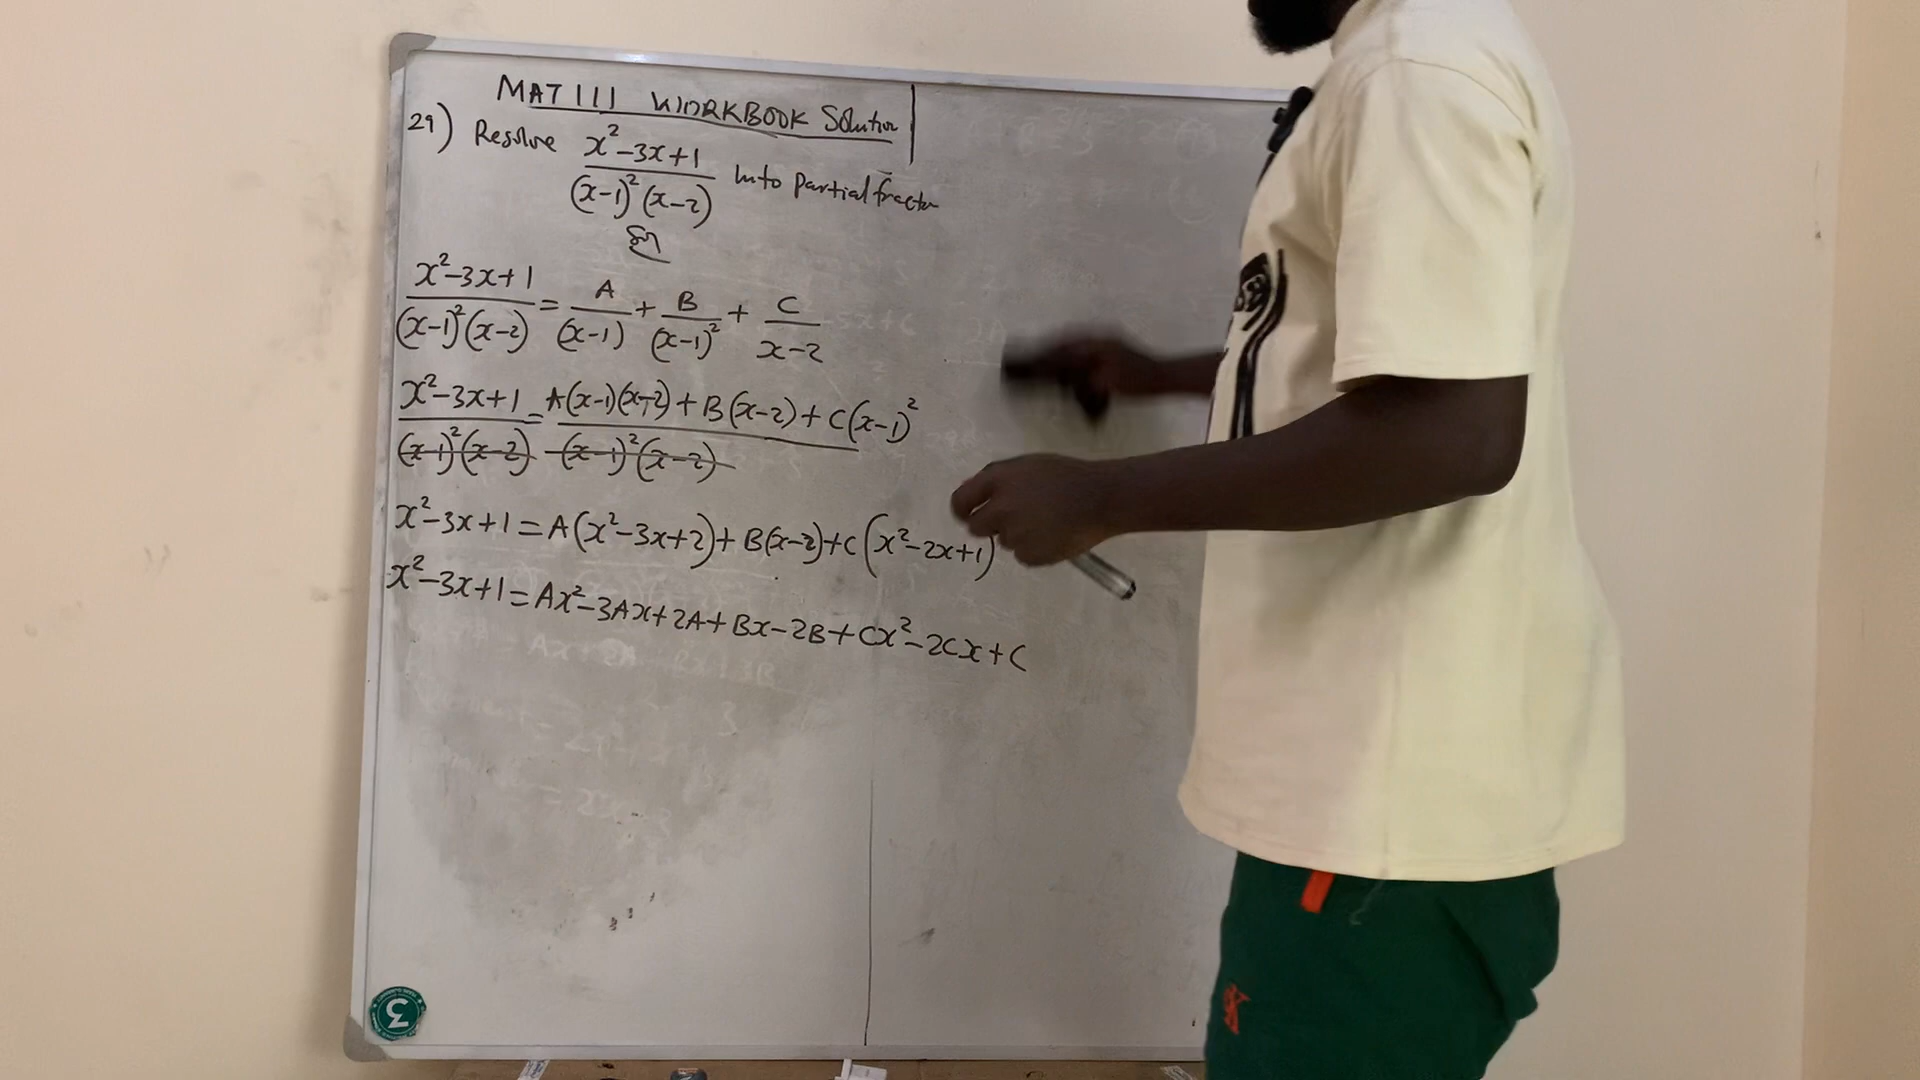 MAT 111 WORKBOOK Solution
29) Resolve x²-3x+1 / (x-1)²(x-2) into partial fractn
Sol
x²-3x+1 / (x-1)²(x-2) = A / (x-1) + B / (x-1)² + C / x-2
x²-3x+1 / (x-1)²(x-2) = A(x-1)(x-2) + B(x-2) + C(x-1)² / (x-1)²(x-2)
x²-3x+1 = A(x²-3x+2) + B(x-2) + C(x²-2x+1)
x²-3x+1 = Ax²-3Ax+2A+Bx-2B+Cx²-2Cx+C